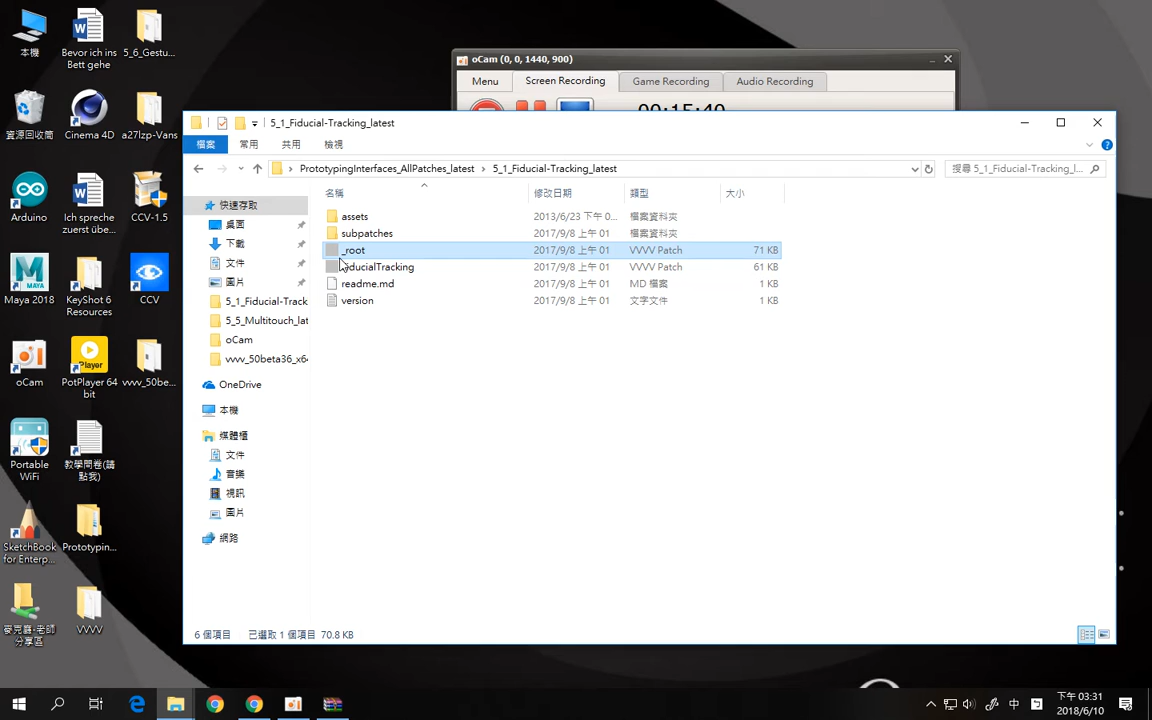 本機
Bevor ich ins
Bett gehe
5_6_Gestu...
資源回收筒
Cinema 4D
a27lzp-Vans
Arduino
Ich spreche
zuerst übe...
CCV-1.5
Maya 2018
KeyShot 6
Resources
CCV
oCam
PotPlayer 64
bit
vvvv_50be...
Portable
WiFi
教學問卷(請
點我)
SketchBook
for Enterp...
Prototypin...
VVVV
oCam (0, 0, 1440, 900)
Menu
Screen Recording
Game Recording
Audio Recording
00:15:40
5_1_Fiducial-Tracking_latest
檔案
常用
共用
檢視
PrototypingInterfaces_AllPatches_latest
5_1_Fiducial-Tracking_latest
搜尋 5_1_Fiducial-Tracking_l...
名稱
修改日期
類型
大小
快速存取
桌面
下載
文件
圖片
5_1_Fiducial-Track
5_5_Multitouch_lat
oCam
vvvv_50beta36_x6
OneDrive
本機
媒體櫃
文件
音樂
視訊
圖片
網路
assets
2013/6/23 下午 0...
檔案資料夾
subpatches
2017/9/8 上午 01
檔案資料夾
_root
2017/9/8 上午 01
VVVV Patch
71 KB
FiducialTracking
2017/9/8 上午 01
VVVV Patch
61 KB
readme.md
2017/9/8 上午 01
MD 檔案
1 KB
version
2017/9/8 上午 01
文字文件
1 KB
6 個項目
已選取 1 個項目 70.8 KB
中
下午 03:31
2018/6/10